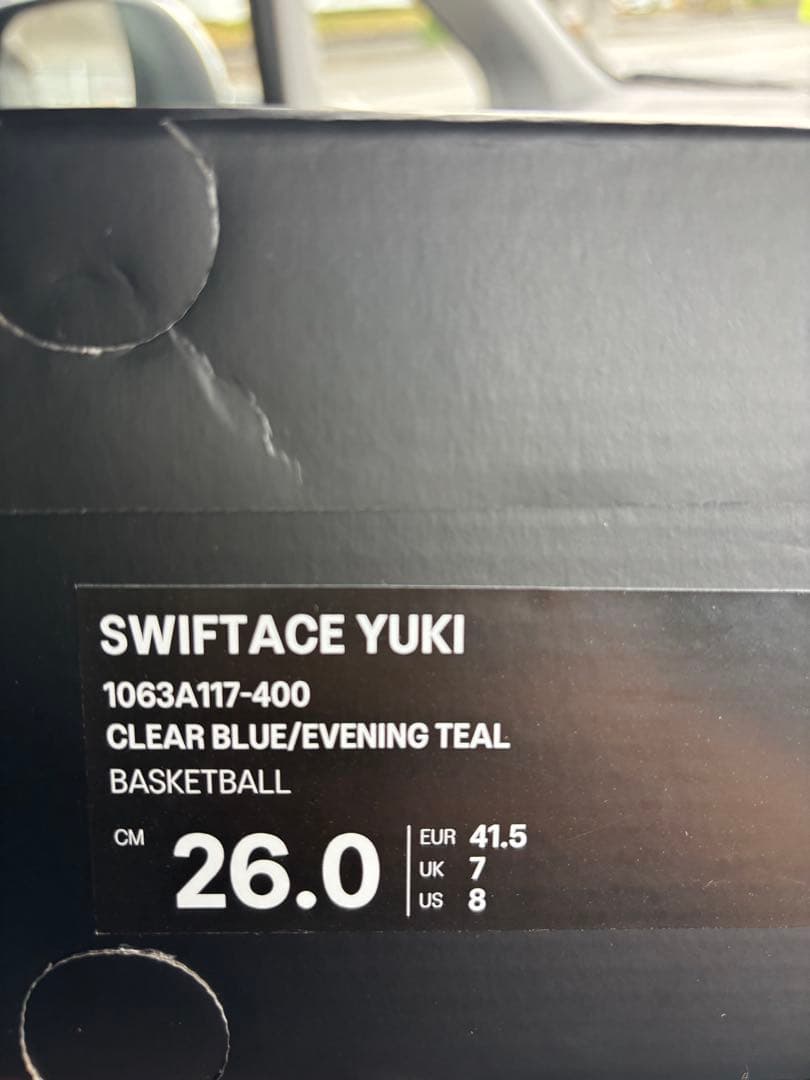 SWIFTACE YUKI
1063A117-400
CLEAR BLUE/EVENING TEAL
BASKETBALL
CM 26.0
EUR 41.5
UK 7
US 8